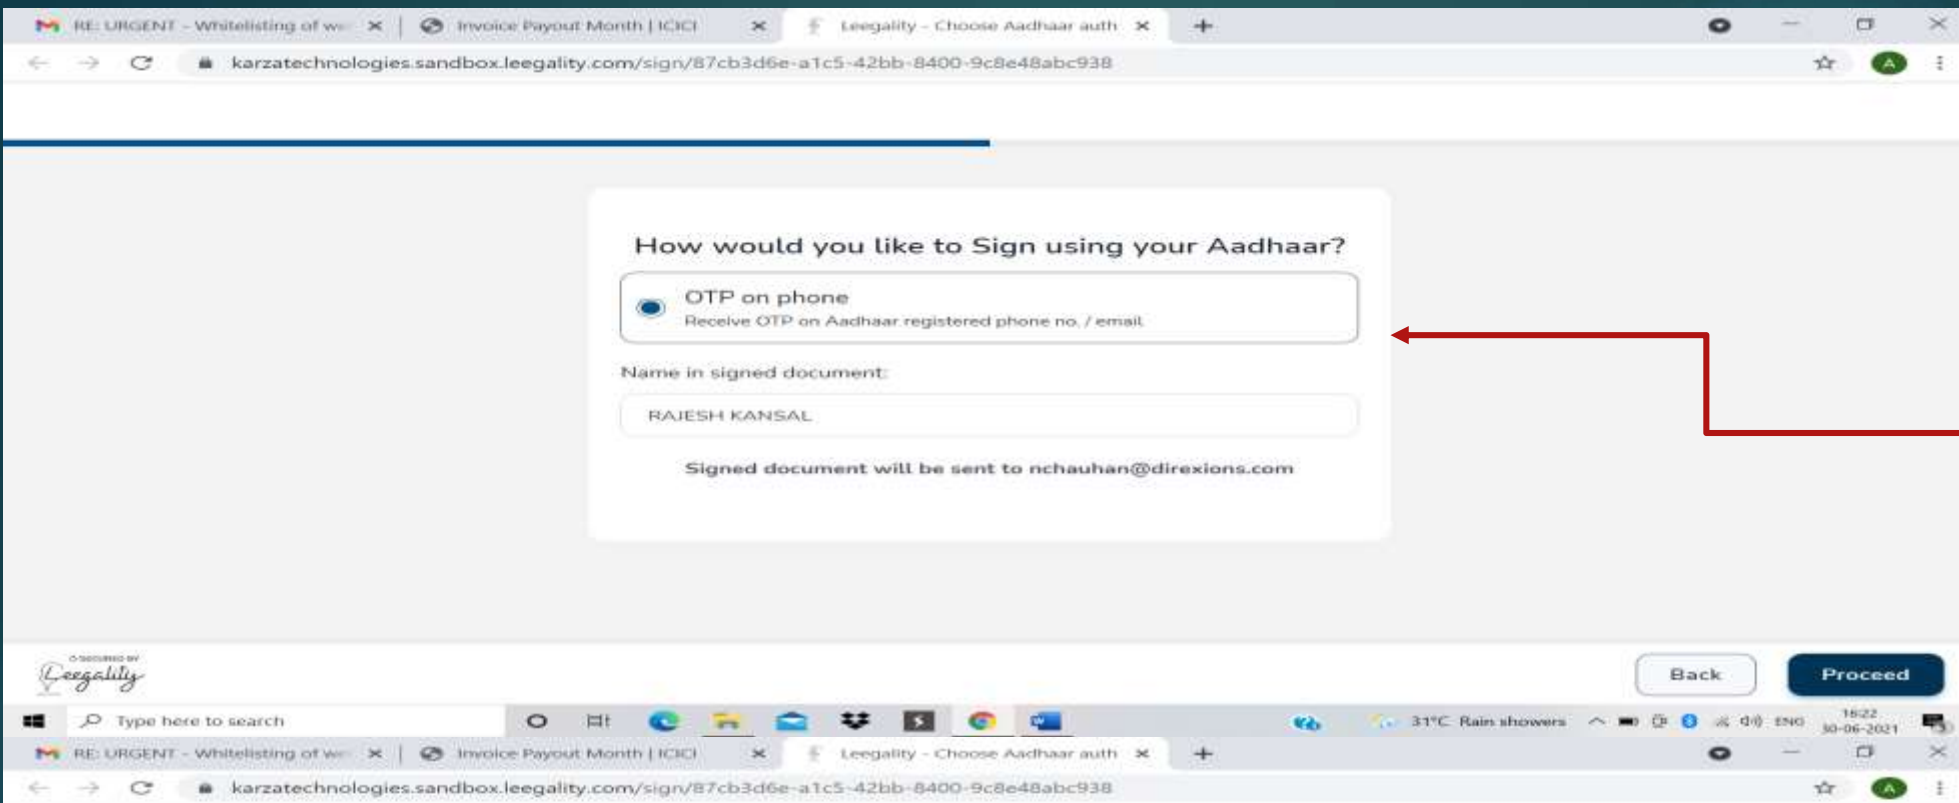 RE: URGENT - Whitelisting of we
Invoice Payout Month | ICICI
Leegality - Choose Aadhaar auth
karzatechnologies.sandbox.leegality.com/sign/87cb3d6e-a1c5-42bb-8400-9c8e48abc938
A
How would you like to Sign using your Aadhaar?
OTP on phone
Receive OTP on Aadhaar registered phone no. / email
Name in signed document:
RAJESH KANSAL
Signed document will be sent to nchauhan@direxions.com
SECURED BY
Leegality
Back
Proceed
Type here to search
31°C Rain showers
ENG
16:22
30-06-2021
RE: URGENT - Whitelisting of we
Invoice Payout Month | ICICI
Leegality - Choose Aadhaar auth
karzatechnologies.sandbox.leegality.com/sign/87cb3d6e-a1c5-42bb-8400-9c8e48abc938
A